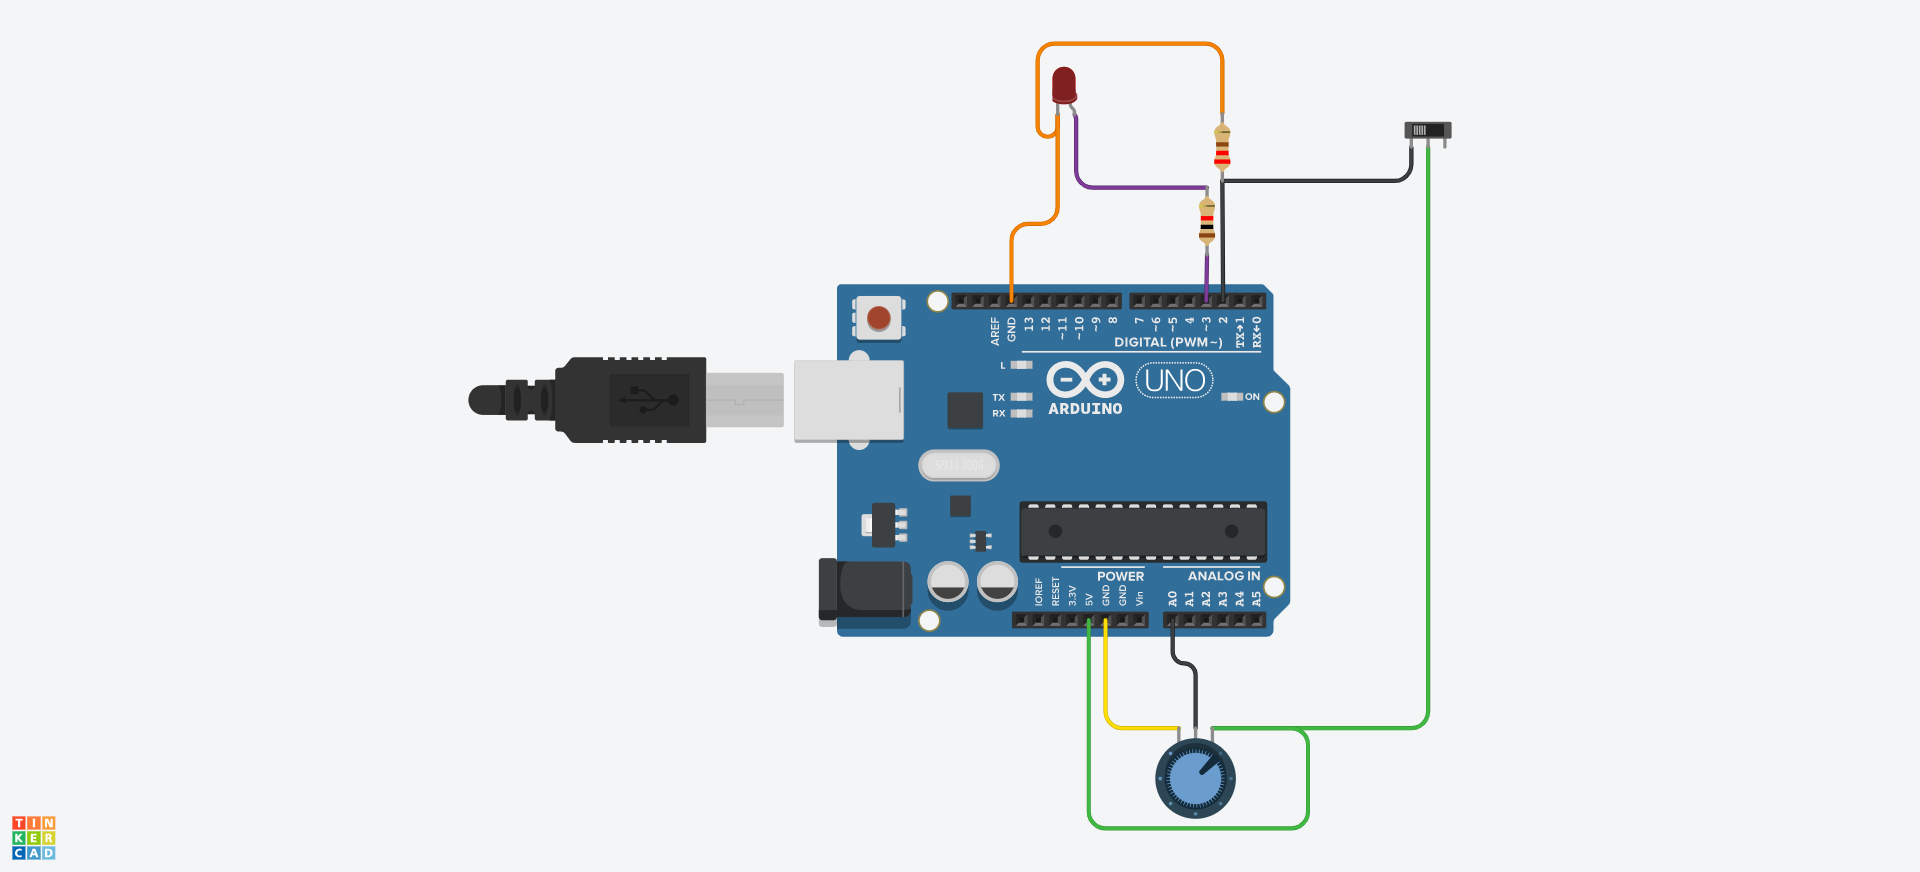 AREF
GND
13
12
~11
~10
~9
8
7
~6
~5
4
~3
2
TX→1
RX←0
DIGITAL (PWM~)
L
TX
RX
ARDUINO
UNO
ON
POWER
ANALOG IN
IOREF
RESET
3.3V
5V
GND
GND
Vin
A0
A1
A2
A3
A4
A5
TIN
KER
CAD